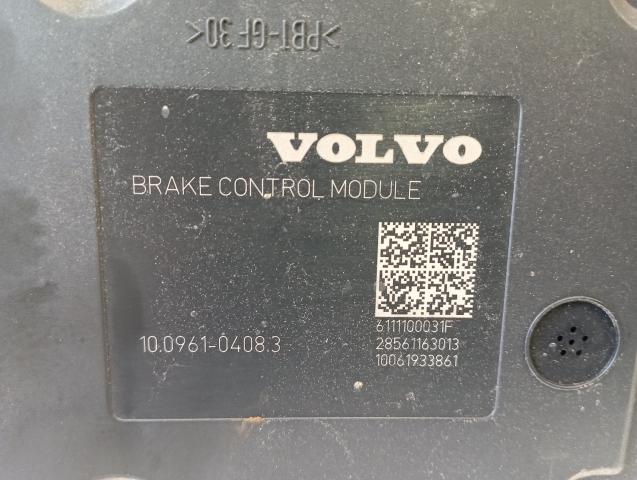 >PBT-GF30<
VOLVO
BRAKE CONTROL MODULE
10.0961-0408.3
6111100031F
28561163013
10061933861